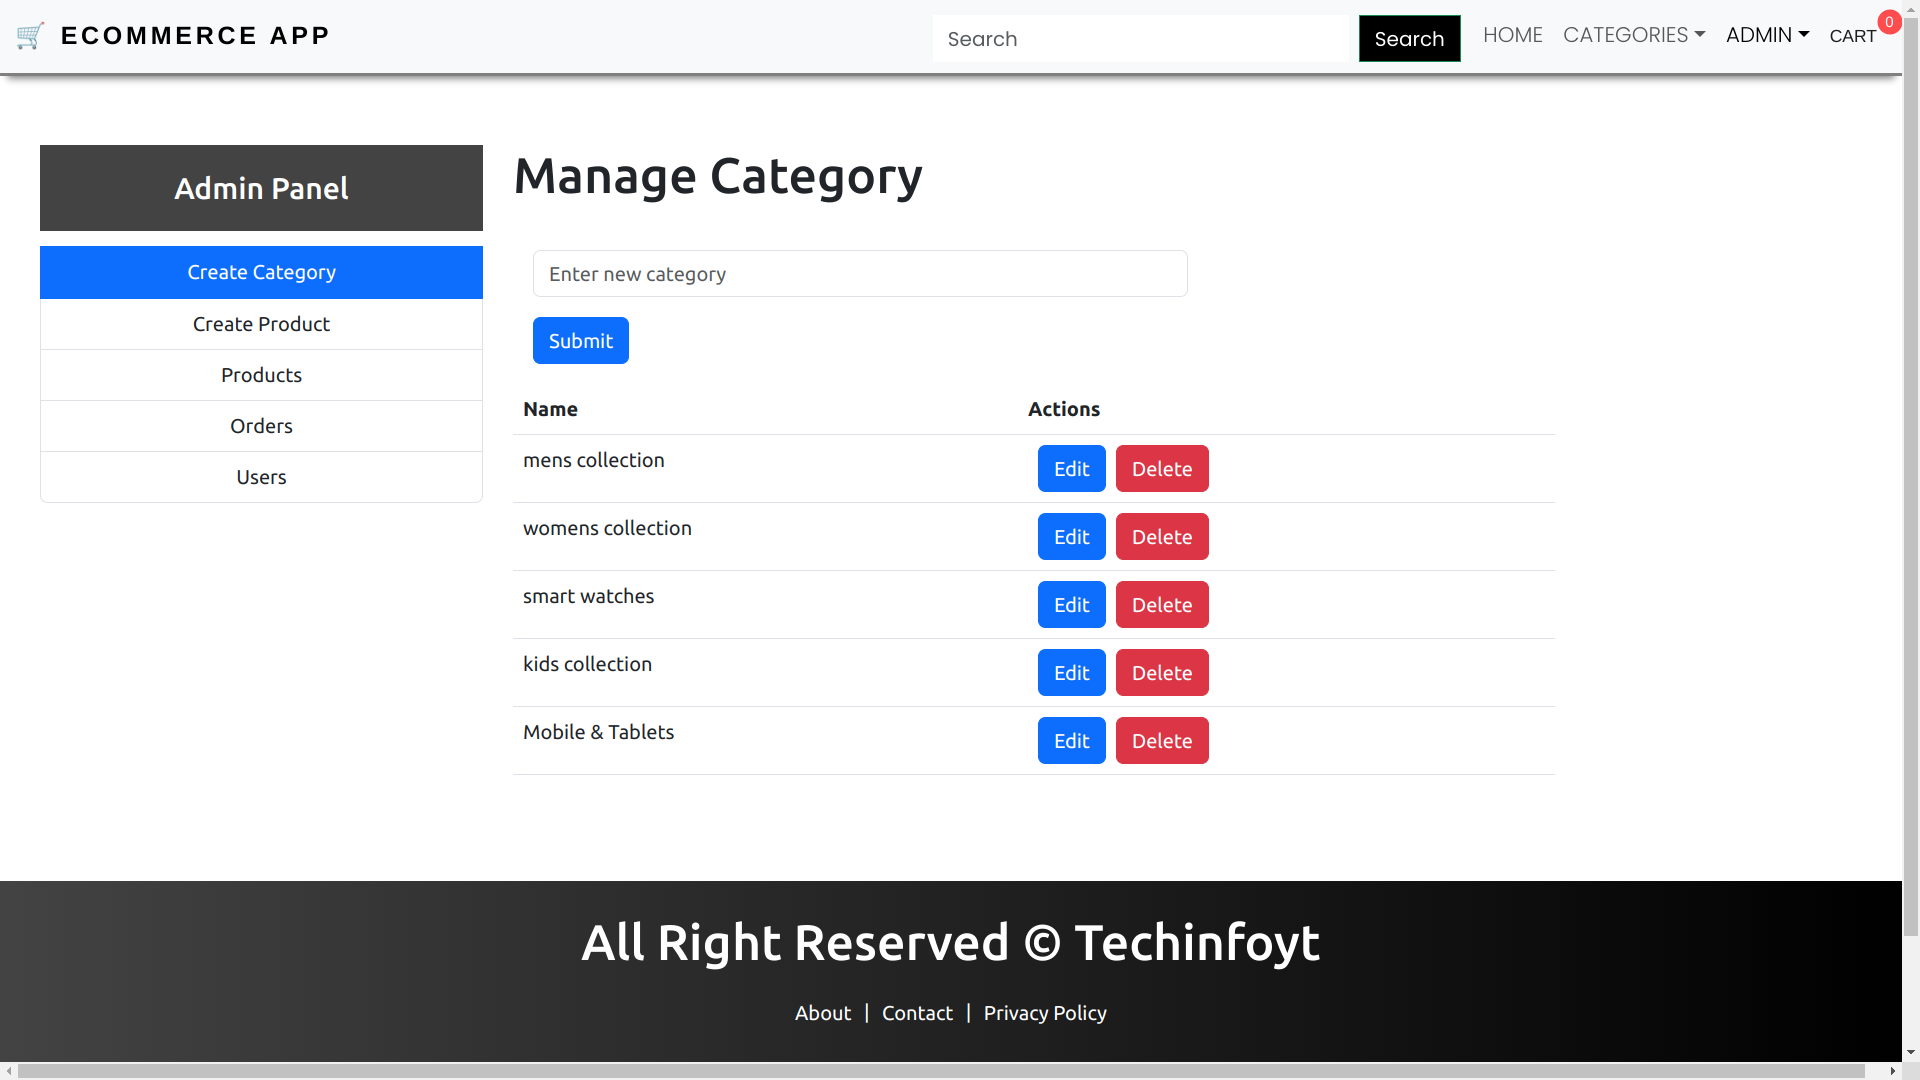 🛒 ECOMMERCE APP
Search
Search
HOME
CATEGORIES
ADMIN
CART
0
Admin Panel
Create Category
Create Product
Products
Orders
Users
Manage Category
Enter new category
Submit
Name Actions
mens collection Edit Delete
womens collection Edit Delete
smart watches Edit Delete
kids collection Edit Delete
Mobile & Tablets Edit Delete
All Right Reserved © Techinfoyt
About | Contact | Privacy Policy